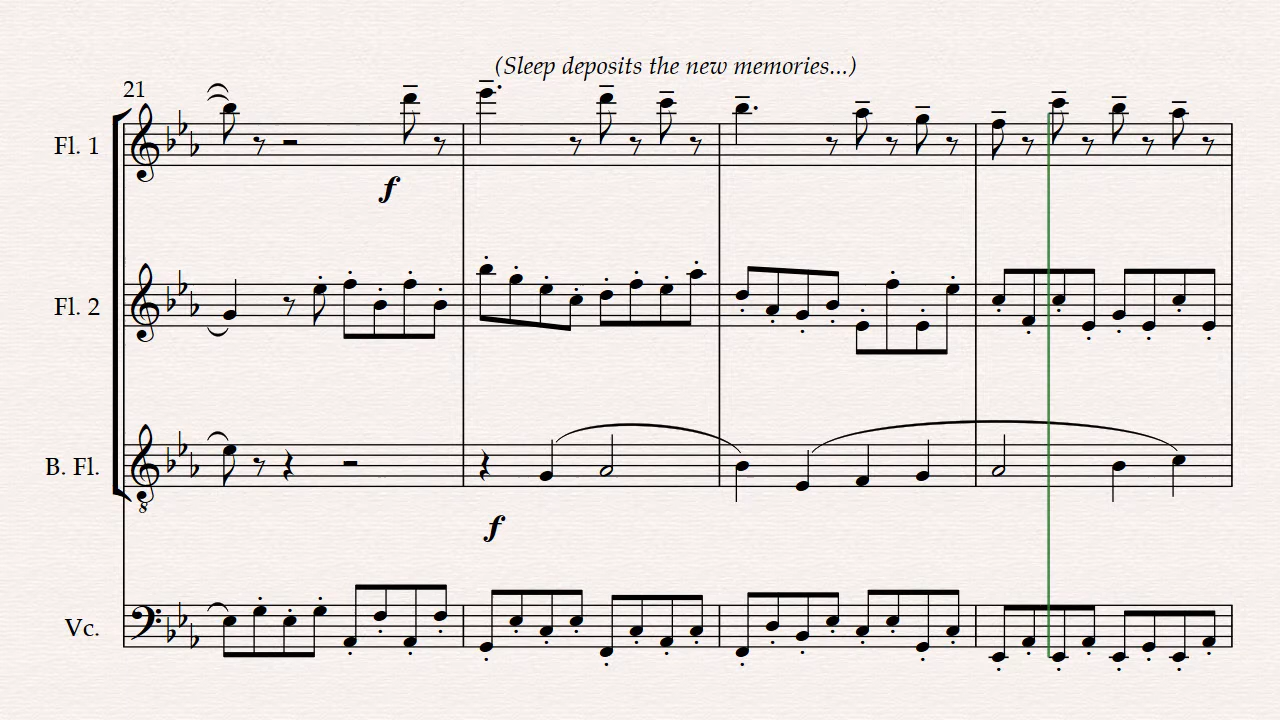 (Sleep deposits the new memories...)
21
Fl. 1
f
Fl. 2
B. Fl.
8
f
Vc.